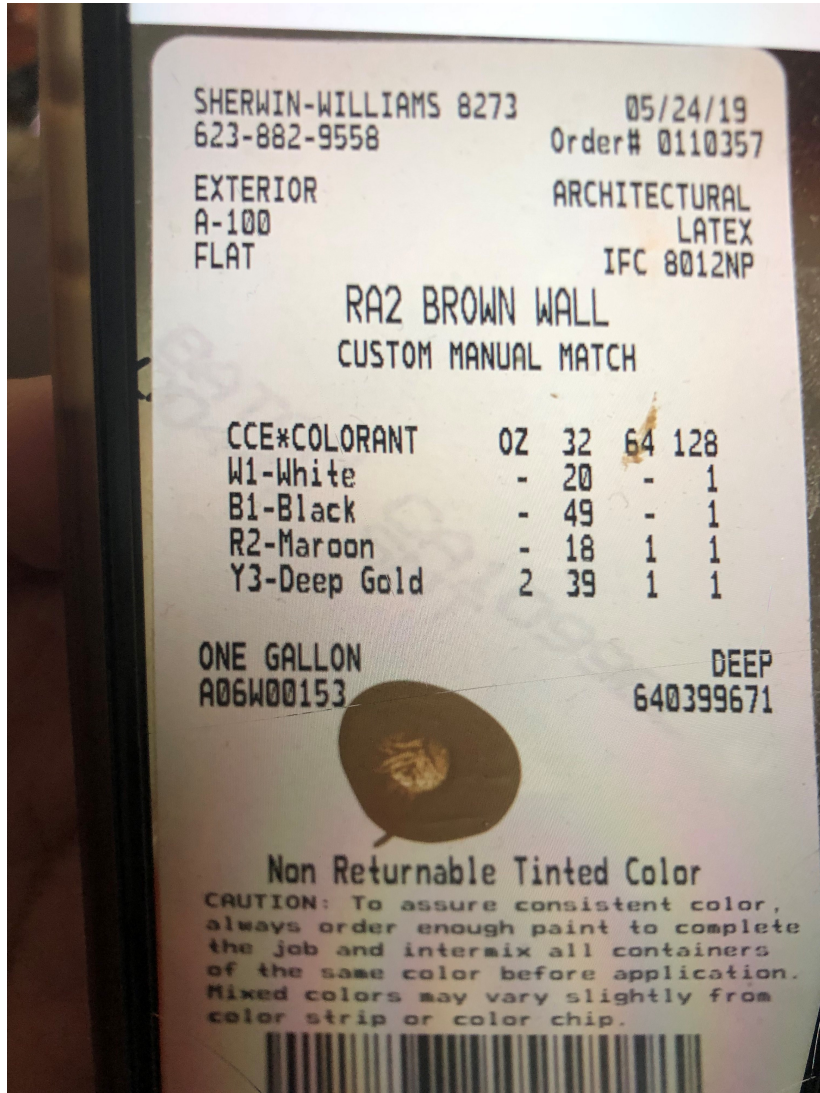 SHERWIN-WILLIAMS 8273 05/24/19
623-882-9558 Order# 0110357
EXTERIOR ARCHITECTURAL
A-100 LATEX
FLAT IFC 8012NP
RA2 BROWN WALL
CUSTOM MANUAL MATCH
CCE*COLORANT OZ 32 64 128
W1-White - 20 - 1
B1-Black - 49 - 1
R2-Maroon - 18 1 1
Y3-Deep Gold 2 39 1 1
ONE GALLON DEEP
A06W00153 640399671
Non Returnable Tinted Color
CAUTION: To assure consistent color,
always order enough paint to complete
the job and intermix all containers
of the same color before application.
Mixed colors may vary slightly from
color strip or color chip.